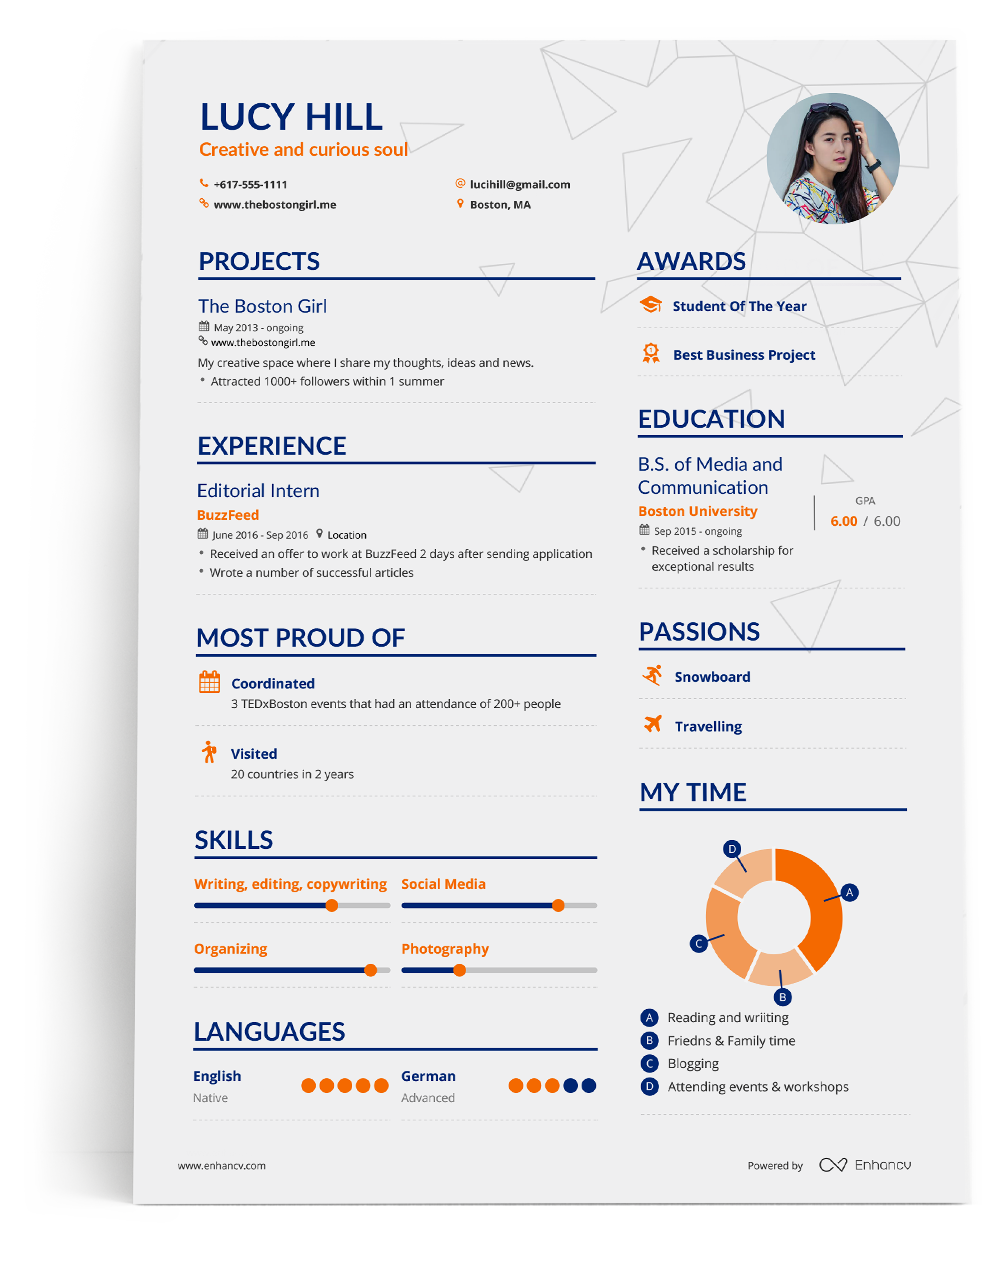 LUCY HILL
Creative and curious soul
+617-555-1111
lucihill@gmail.com
www.thebostongirl.me
Boston, MA
PROJECTS
The Boston Girl
May 2013 - ongoing
www.thebostongirl.me
My creative space where I share my thoughts, ideas and news.
• Attracted 1000+ followers within 1 summer
EXPERIENCE
Editorial Intern
BuzzFeed
June 2016 - Sep 2016 Location
• Received an offer to work at BuzzFeed 2 days after sending application
• Wrote a number of successful articles
MOST PROUD OF
Coordinated
3 TEDxBoston events that had an attendance of 200+ people
Visited
20 countries in 2 years
SKILLS
Writing, editing, copywriting
Social Media
Organizing
Photography
LANGUAGES
English
Native
German
Advanced
AWARDS
Student Of The Year
1
Best Business Project
EDUCATION
B.S. of Media and
Communication
Boston University
Sep 2015 - ongoing
• Received a scholarship for
exceptional results
GPA
6.00 / 6.00
PASSIONS
Snowboard
Travelling
MY TIME
D
A
C
B
A Reading and wriiting
B Friedns & Family time
C Blogging
D Attending events & workshops
www.enhancv.com
Powered by Enhancv